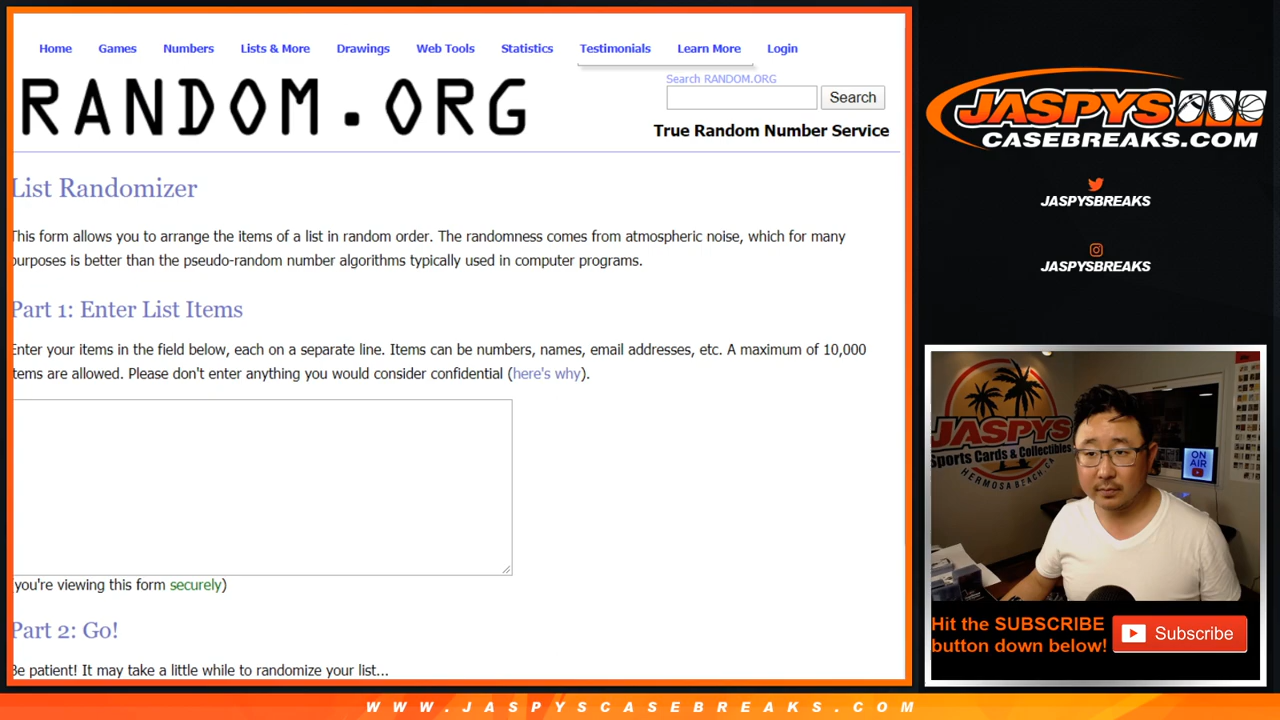 Home Games Numbers Lists & More Drawings Web Tools Statistics Testimonials Learn More Login
RANDOM.ORG
Search RANDOM.ORG
Search
True Random Number Service
List Randomizer
This form allows you to arrange the items of a list in random order. The randomness comes from atmospheric noise, which for many
purposes is better than the pseudo-random number algorithms typically used in computer programs.
Part 1: Enter List Items
Enter your items in the field below, each on a separate line. Items can be numbers, names, email addresses, etc. A maximum of 10,000
items are allowed. Please don't enter anything you would consider confidential (here's why).
(you're viewing this form securely)
Part 2: Go!
Be patient! It may take a little while to randomize your list...
JASPYS
CASEBREAKS.COM
JASPYSBREAKS
JASPYSBREAKS
JASPYS
Sports Cards & Collectibles
HERMOSA BEACH, CA
ON
AIR
Hit the SUBSCRIBE
button down below!
Subscribe
WWW.JASPYSCASEBREAKS.COM